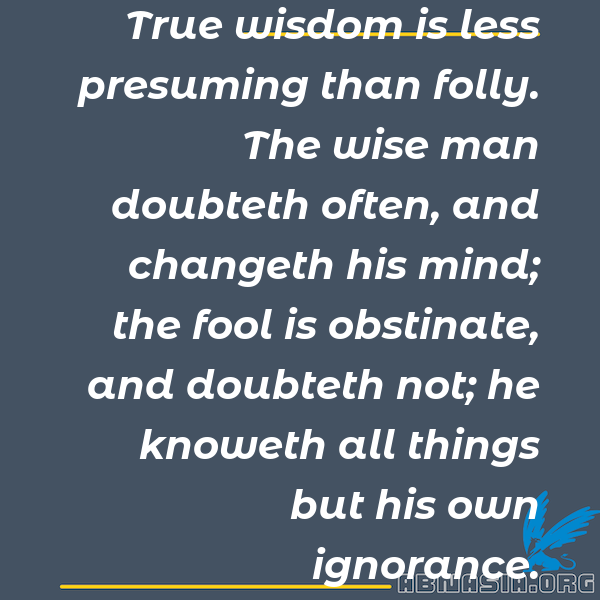 True wisdom is less
presuming than folly.
The wise man
doubteth often, and
changeth his mind;
the fool is obstinate,
and doubteth not; he
knoweth all things
but his own
ignorance.
ABNASIA.ORG